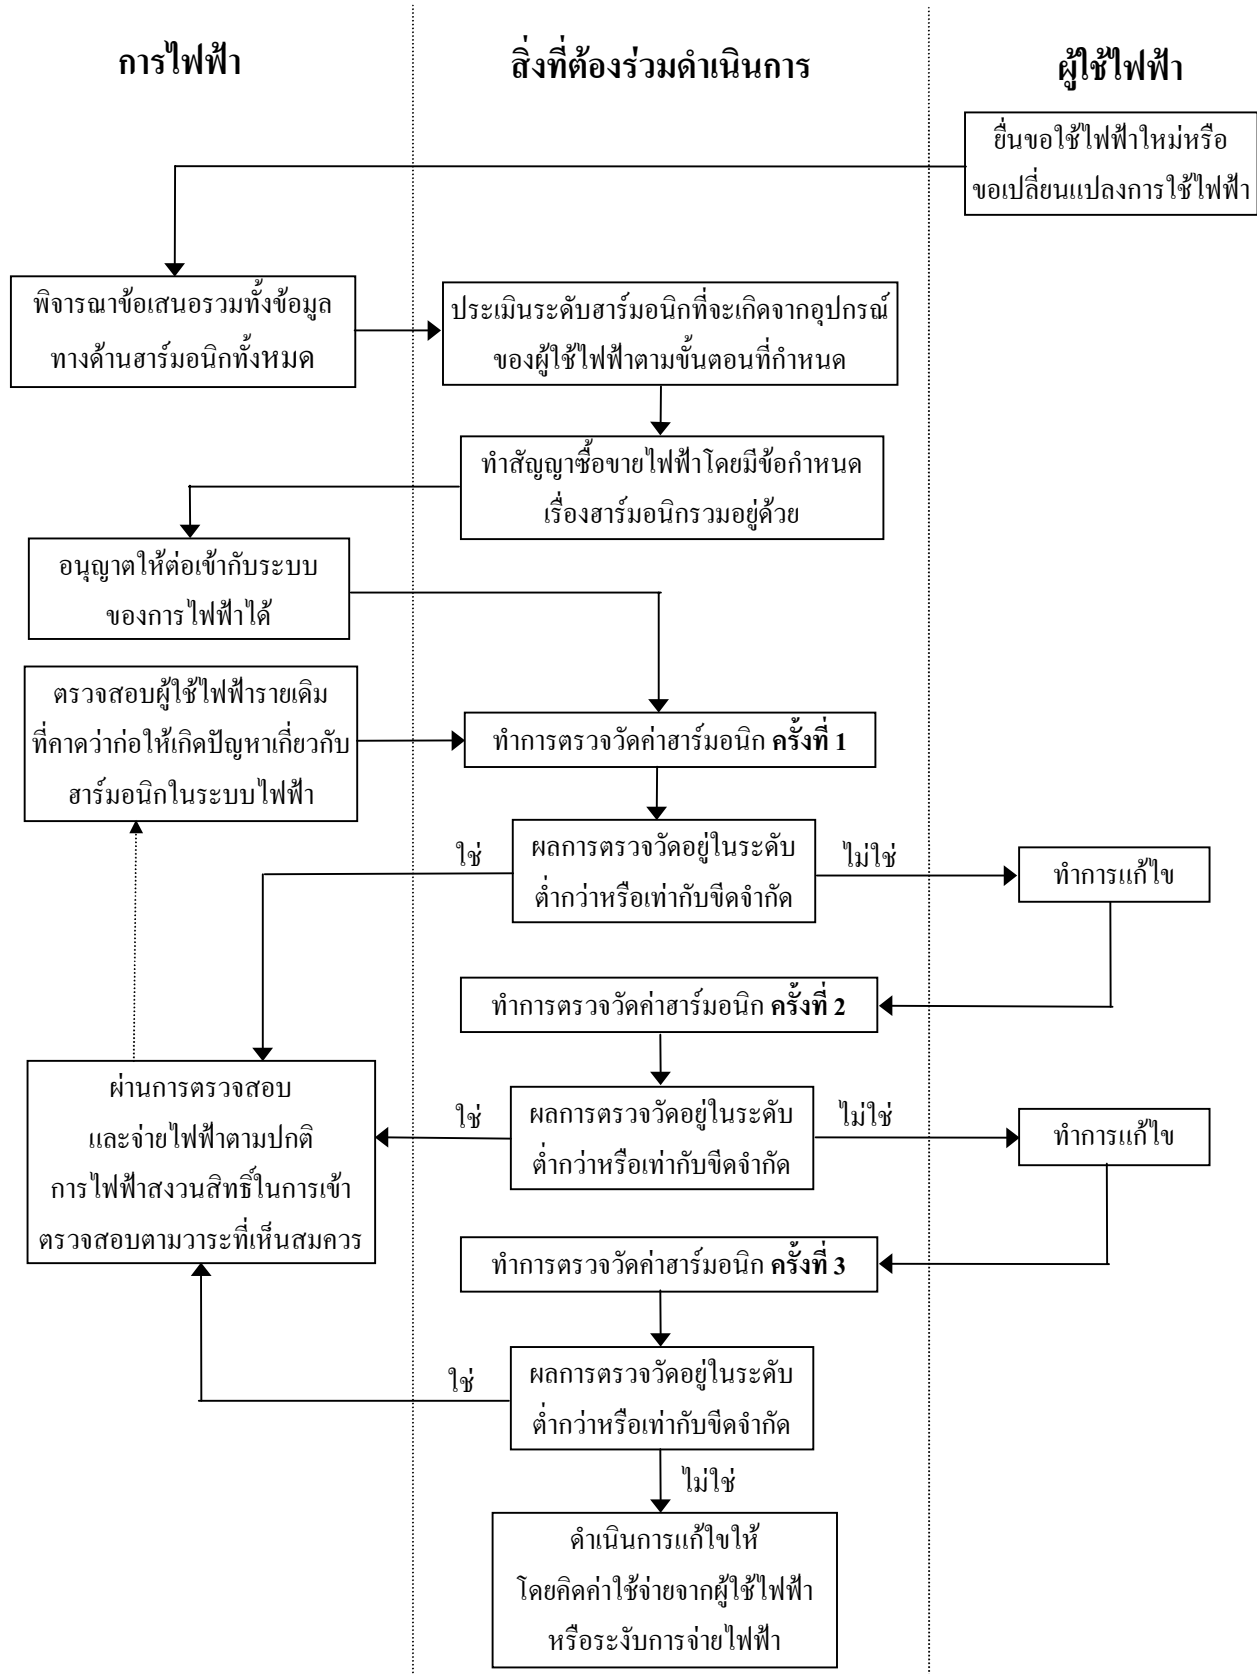 การไฟฟ้า
สิ่งที่ต้องร่วมดำเนินการ
ผู้ใช้ไฟฟ้า
ยื่นขอใช้ไฟฟ้าใหม่หรือ
ขอเปลี่ยนแปลงการใช้ไฟฟ้า
พิจารณาข้อเสนอรวมทั้งข้อมูล
ทางด้านฮาร์มอนิกทั้งหมด
ประเมินระดับฮาร์มอนิกที่จะเกิดจากอุปกรณ์
ของผู้ใช้ไฟฟ้าตามขั้นตอนที่กำหนด
ทำสัญญาซื้อขายไฟฟ้าโดยมีข้อกำหนด
เรื่องฮาร์มอนิกรวมอยู่ด้วย
อนุญาตให้ต่อเข้ากับระบบ
ของการไฟฟ้าได้
ตรวจสอบผู้ใช้ไฟฟ้ารายเดิม
ที่คาดว่าก่อให้เกิดปัญหาเกี่ยวกับ
ฮาร์มอนิกในระบบไฟฟ้า
ทำการตรวจวัดค่าฮาร์มอนิก ครั้งที่ 1
ใช่
ผลการตรวจวัดอยู่ในระดับ
ต่ำกว่าหรือเท่ากับขีดจำกัด
ไม่ใช่
ทำการแก้ไข
ทำการตรวจวัดค่าฮาร์มอนิก ครั้งที่ 2
ผ่านการตรวจสอบ
และจ่ายไฟฟ้าตามปกติ
การไฟฟ้าสงวนสิทธิ์ในการเข้า
ตรวจสอบตามวาระที่เห็นสมควร
ใช่
ผลการตรวจวัดอยู่ในระดับ
ต่ำกว่าหรือเท่ากับขีดจำกัด
ไม่ใช่
ทำการแก้ไข
ทำการตรวจวัดค่าฮาร์มอนิก ครั้งที่ 3
ใช่
ผลการตรวจวัดอยู่ในระดับ
ต่ำกว่าหรือเท่ากับขีดจำกัด
ไม่ใช่
ดำเนินการแก้ไขให้
โดยคิดค่าใช้จ่ายจากผู้ใช้ไฟฟ้า
หรือระงับการจ่ายไฟฟ้า